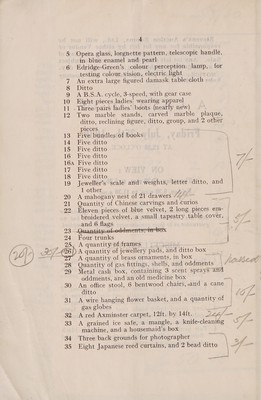 4
5 Opera glass, lorgnette pattern, telescopic handle,
in blue enamel and pearl
6 Edridge-Green's colour perception lamp, for
testing colour vision, electric light
7 An extra large figured damask table cloth
8 Ditto
9 A B.S.A. cycle, 3-speed, with gear case
10 Eight pieces ladies' wearing apparel
11 Three pairs ladies' boots (nearly new)
12 Two marble stands, carved marble plaque,
ditto, reclining figure, ditto, group, and 2 other
pieces
13 Five bundles of books
14 Five ditto
15 Five ditto
16 Five ditto
17 Five ditto
18 Five ditto
19 Jeweller's scale and weights, letter ditto, and
1 other
20 A mahogany nest of 21 drawers
21 Quantity of Chinese carvings and curios
22 Eleven pieces of blue velvet, 2 long pieces em-
broidered velvet, a small tapestry table cover,
and 6 flags
23 Quantity of oddments, in box
24 Four trunks
25 A quantity of frames
26 A quantity of jewellery pads, and ditto box
27 A quantity of brass ornaments, in box
28 Quantity of gas fittings, shells, and oddments
29 Metal cash box, containing 3 scent sprays and
oddments, and an old medicine box
30 An office stool, 6 bentwood chairs, and a cane
ditto
31 A wire hanging flower basket, and a quantity of
gas globes
32 A red Axminster carpet, 12ft. by 14ft.
33 A grained ice safe, a mangle, a knife-cleaning
machine, and a homemaid's box
34 Three back grounds for photographer
35 Eight Japanese reed curtains, and 2 bead ditto
7/-
5/-
passed
10/-
5/-
3/-